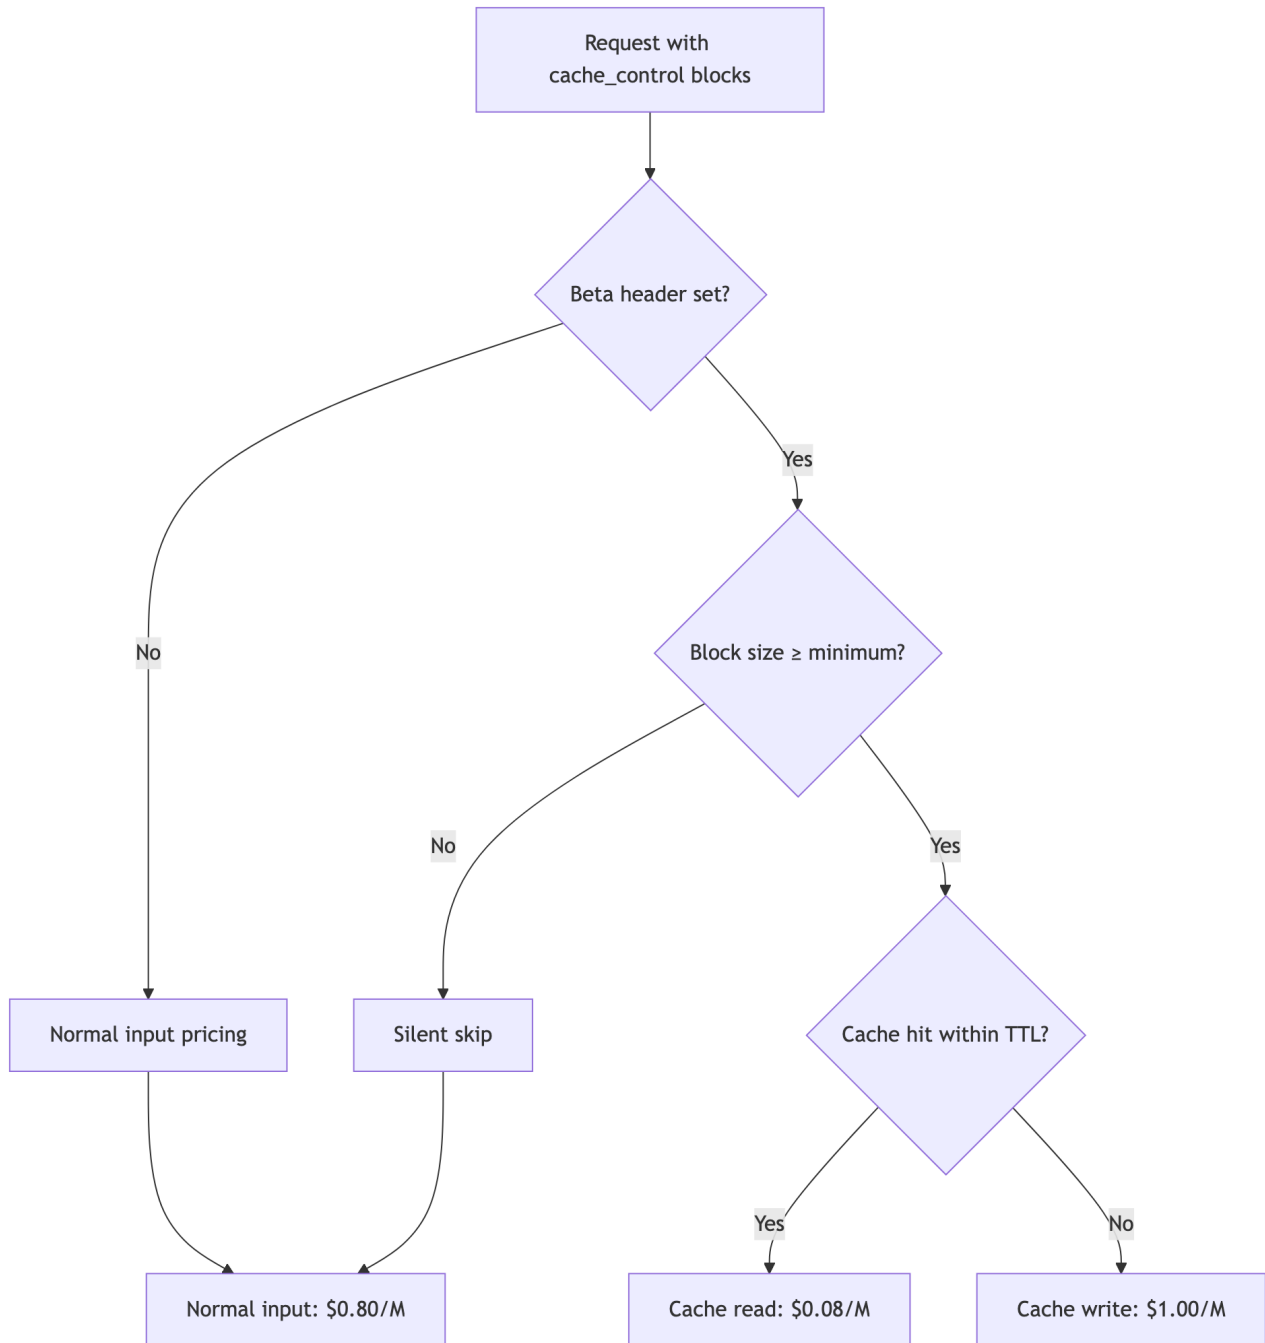 Request with
cache_control blocks
Beta header set?
Yes
No
Block size ≥ minimum?
No
Yes
Normal input pricing
Silent skip
Cache hit within TTL?
Yes
No
Normal input: $0.80/M
Cache read: $0.08/M
Cache write: $1.00/M